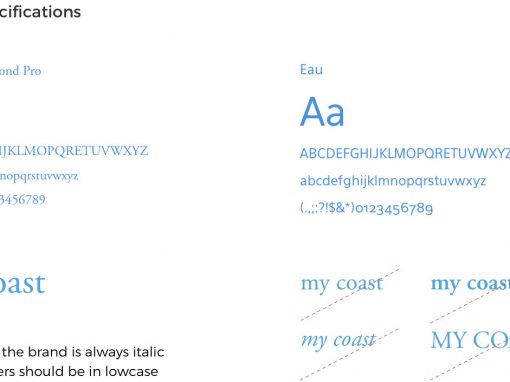 cifications
ond Pro
IJKLMOPQRETUVWXYZ
nopqrstuvwxyz
3456789
oast
the brand is always italic
ers should be in lowcase
Eau
Aa
ABCDEFGHIJKLMOPQRETUVWXYZ
abcdefghijklmnopqrstuvwxyz
(.,;:?!$&*)0123456789
my coast
my coast
my coast
MY CO